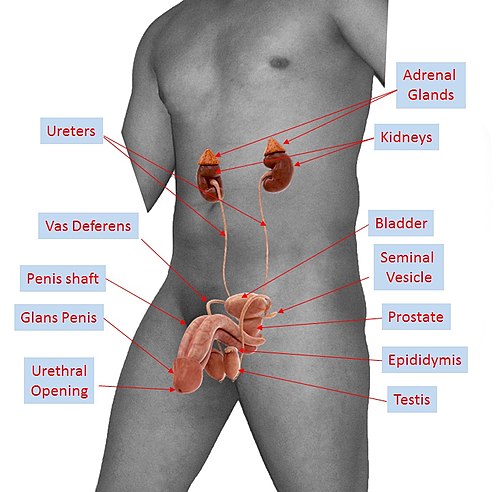 Adrenal
Glands
Ureters
Kidneys
Vas Deferens
Bladder
Seminal
Vesicle
Penis shaft
Glans Penis
Prostate
Epididymis
Urethral
Opening
Testis